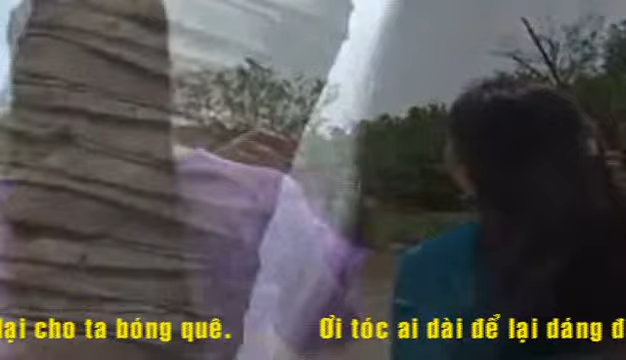 lại cho ta bóng quê. Ơi tóc ai dài để lại dáng